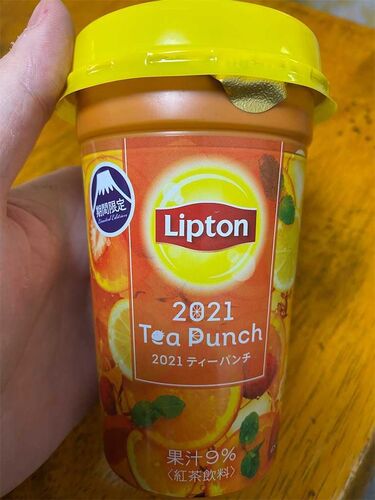 期間限定
Limited Edition
Lipton
2021
Tea Punch
2021 ティーパンチ
果汁9%
〈紅茶飲料〉